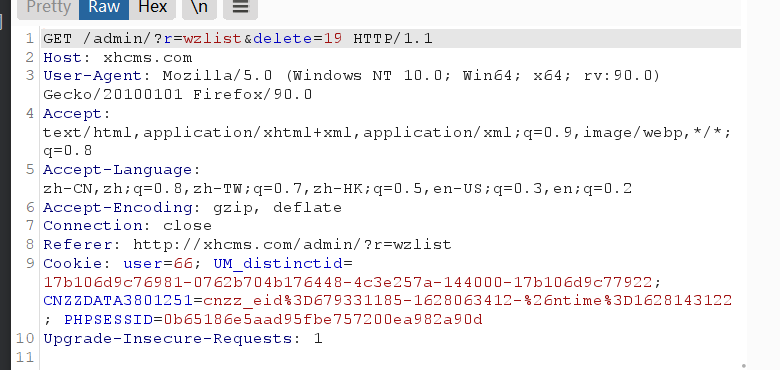 Pretty Raw Hex \n
1 GET /admin/?r=wzlist&delete=19 HTTP/1.1
2 Host: xhcms.com
3 User-Agent: Mozilla/5.0 (Windows NT 10.0; Win64; x64; rv:90.0)
Gecko/20100101 Firefox/90.0
4 Accept:
text/html,application/xhtml+xml,application/xml;q=0.9,image/webp,*/*;
q=0.8
5 Accept-Language:
zh-CN,zh;q=0.8,zh-TW;q=0.7,zh-HK;q=0.5,en-US;q=0.3,en;q=0.2
6 Accept-Encoding: gzip, deflate
7 Connection: close
8 Referer: http://xhcms.com/admin/?r=wzlist
9 Cookie: user=66; UM_distinctid=
17b106d9c76981-0762b704b176448-4c3e257a-144000-17b106d9c77922;
CNZZDATA3801251=cnzz_eid%3D679331185-1628063412-%26ntime%3D1628143122
; PHPSESSID=0b65186e5aad95fbe757200ea982a90d
10 Upgrade-Insecure-Requests: 1
11